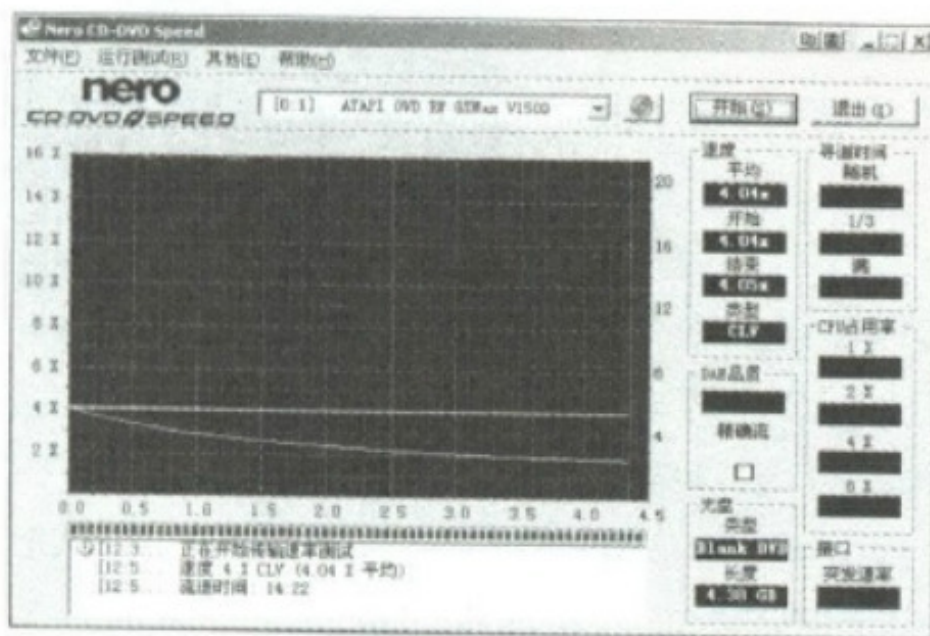 Nero CD-DVD Speed
文件(F) 运行测试(R) 其他(E) 帮助(H)
nero
CD·DVD SPEED
[0:1] ATAPI DVD V1500
开始(S) 退出(X)
16 X
14 X
12 X
10 X
8 X
6 X
4 X
2 X
20
16
12
8
4
0.0 0.5 1.0 1.5 2.0 2.5 3.0 3.5 4.0 4.5
速度
平均
4.04x
开始
4.04x
结束
4.05x
类型
CLV
DAE品质
精确流
光盘
类型
Blank DVD
长度
4.38 GB
寻道时间
随机
1/3
CPU占用率
1 X
2 X
4 X
8 X
接口
突发速率
[12:3... 正在开始传输速率测试
[12:5... 速度 4 X CLV (4.04 X 平均)
[12:5... 流逝时间: 14:22